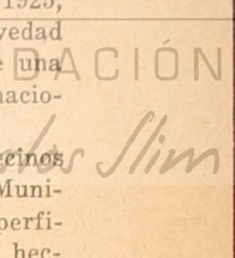 1925,
vedad
DACIÓN
una
nacio-
Slim
ecinos
Muni-
perfi-
hec-